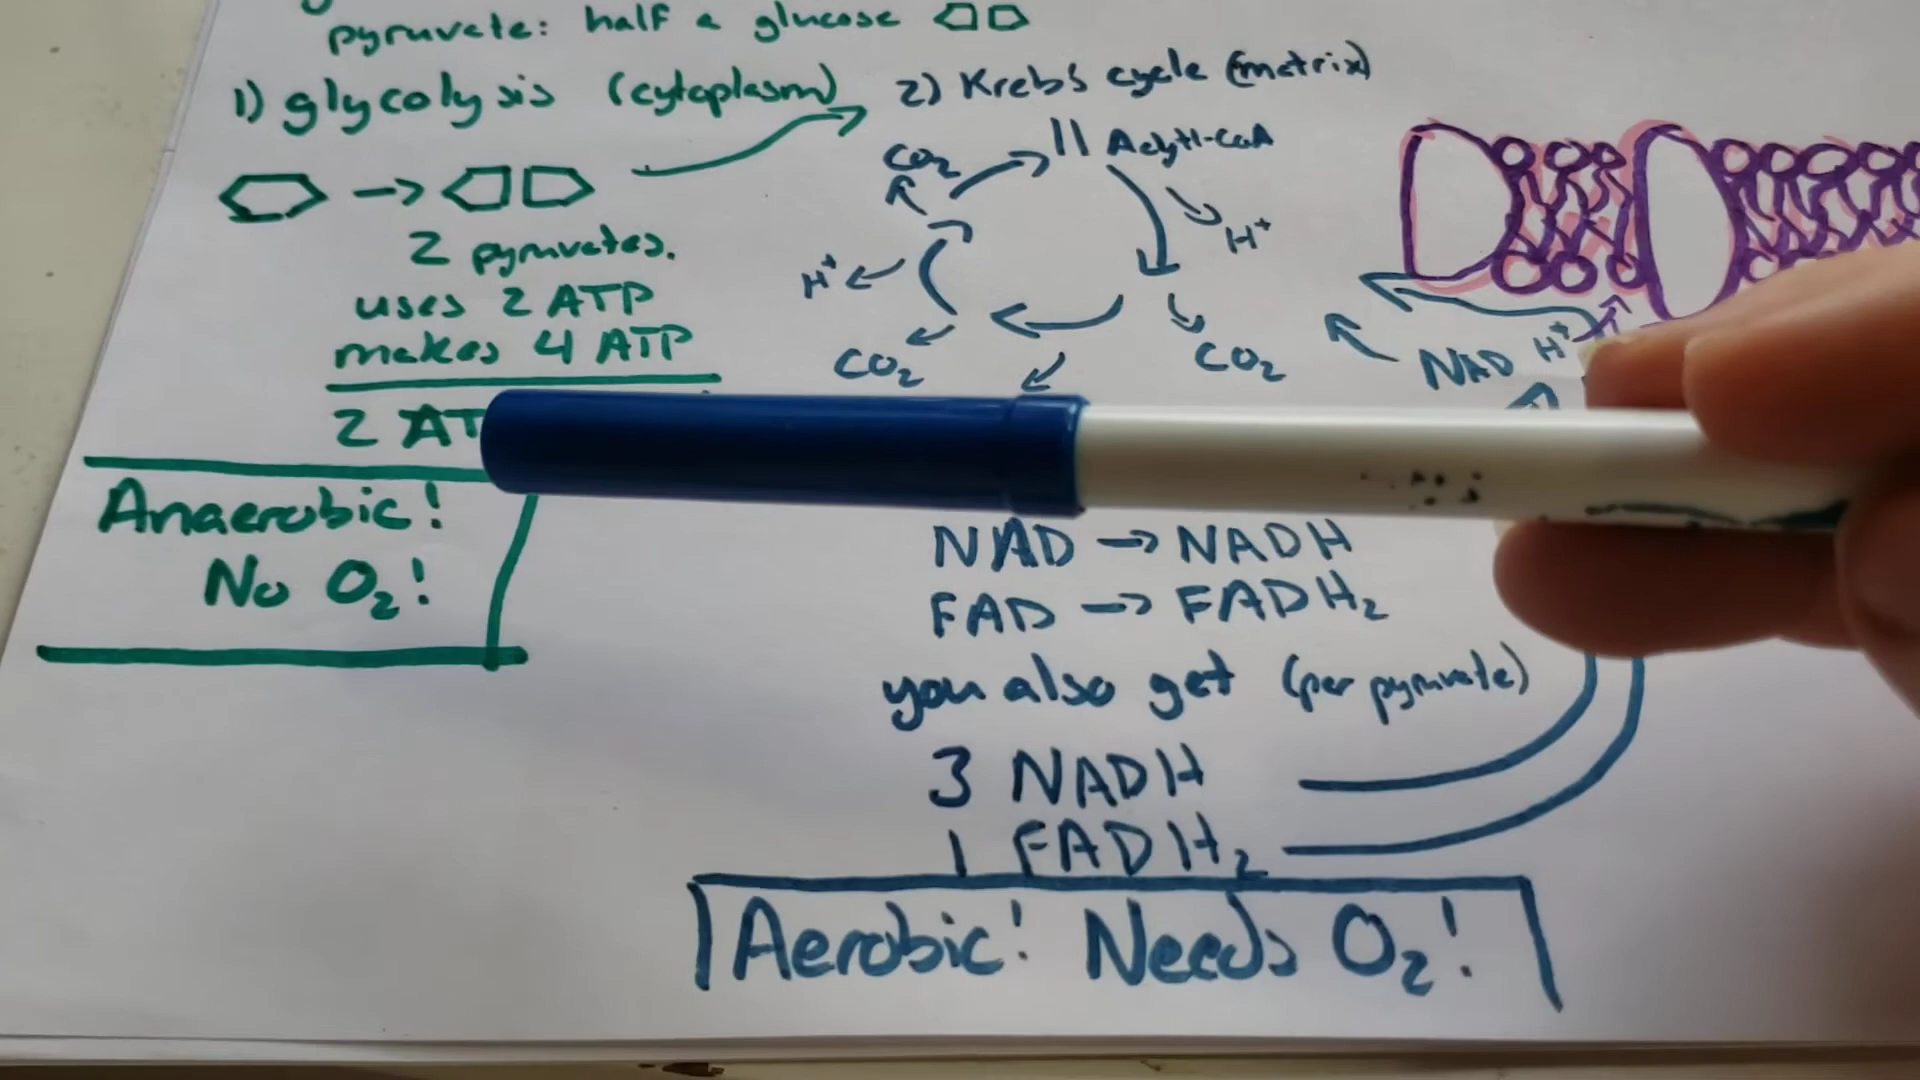 pyruvate: half a glucose
1) glycolysis (cytoplasm)
2 pyruvates.
uses 2 ATP
makes 4 ATP
2 AT
Anaerobic!
No O₂!
2) Krebs cycle (matrix)
CO₂
H⁺
H⁺
CO₂
CO₂
NAD → NADH
FAD → FADH₂
you also get (per pyruvate)
3 NADH
1 FADH₂
Aerobic! Needs O₂!
NAD
H⁺